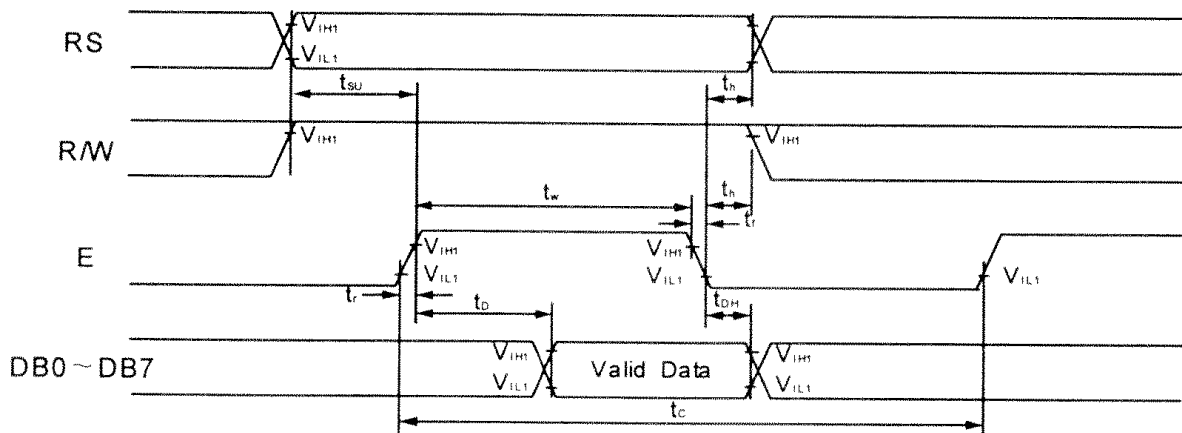 RS
V_IH1
V_IL1
t_SU
t_h
R/W
V_IH1
V_IH1
t_w
t_h
t_r
E
V_IH1
V_IL1
V_IH1
V_IL1
V_IL1
t_r
t_D
t_DH
DB0~DB7
V_IH1
V_IL1
Valid Data
V_IH1
V_IL1
t_C